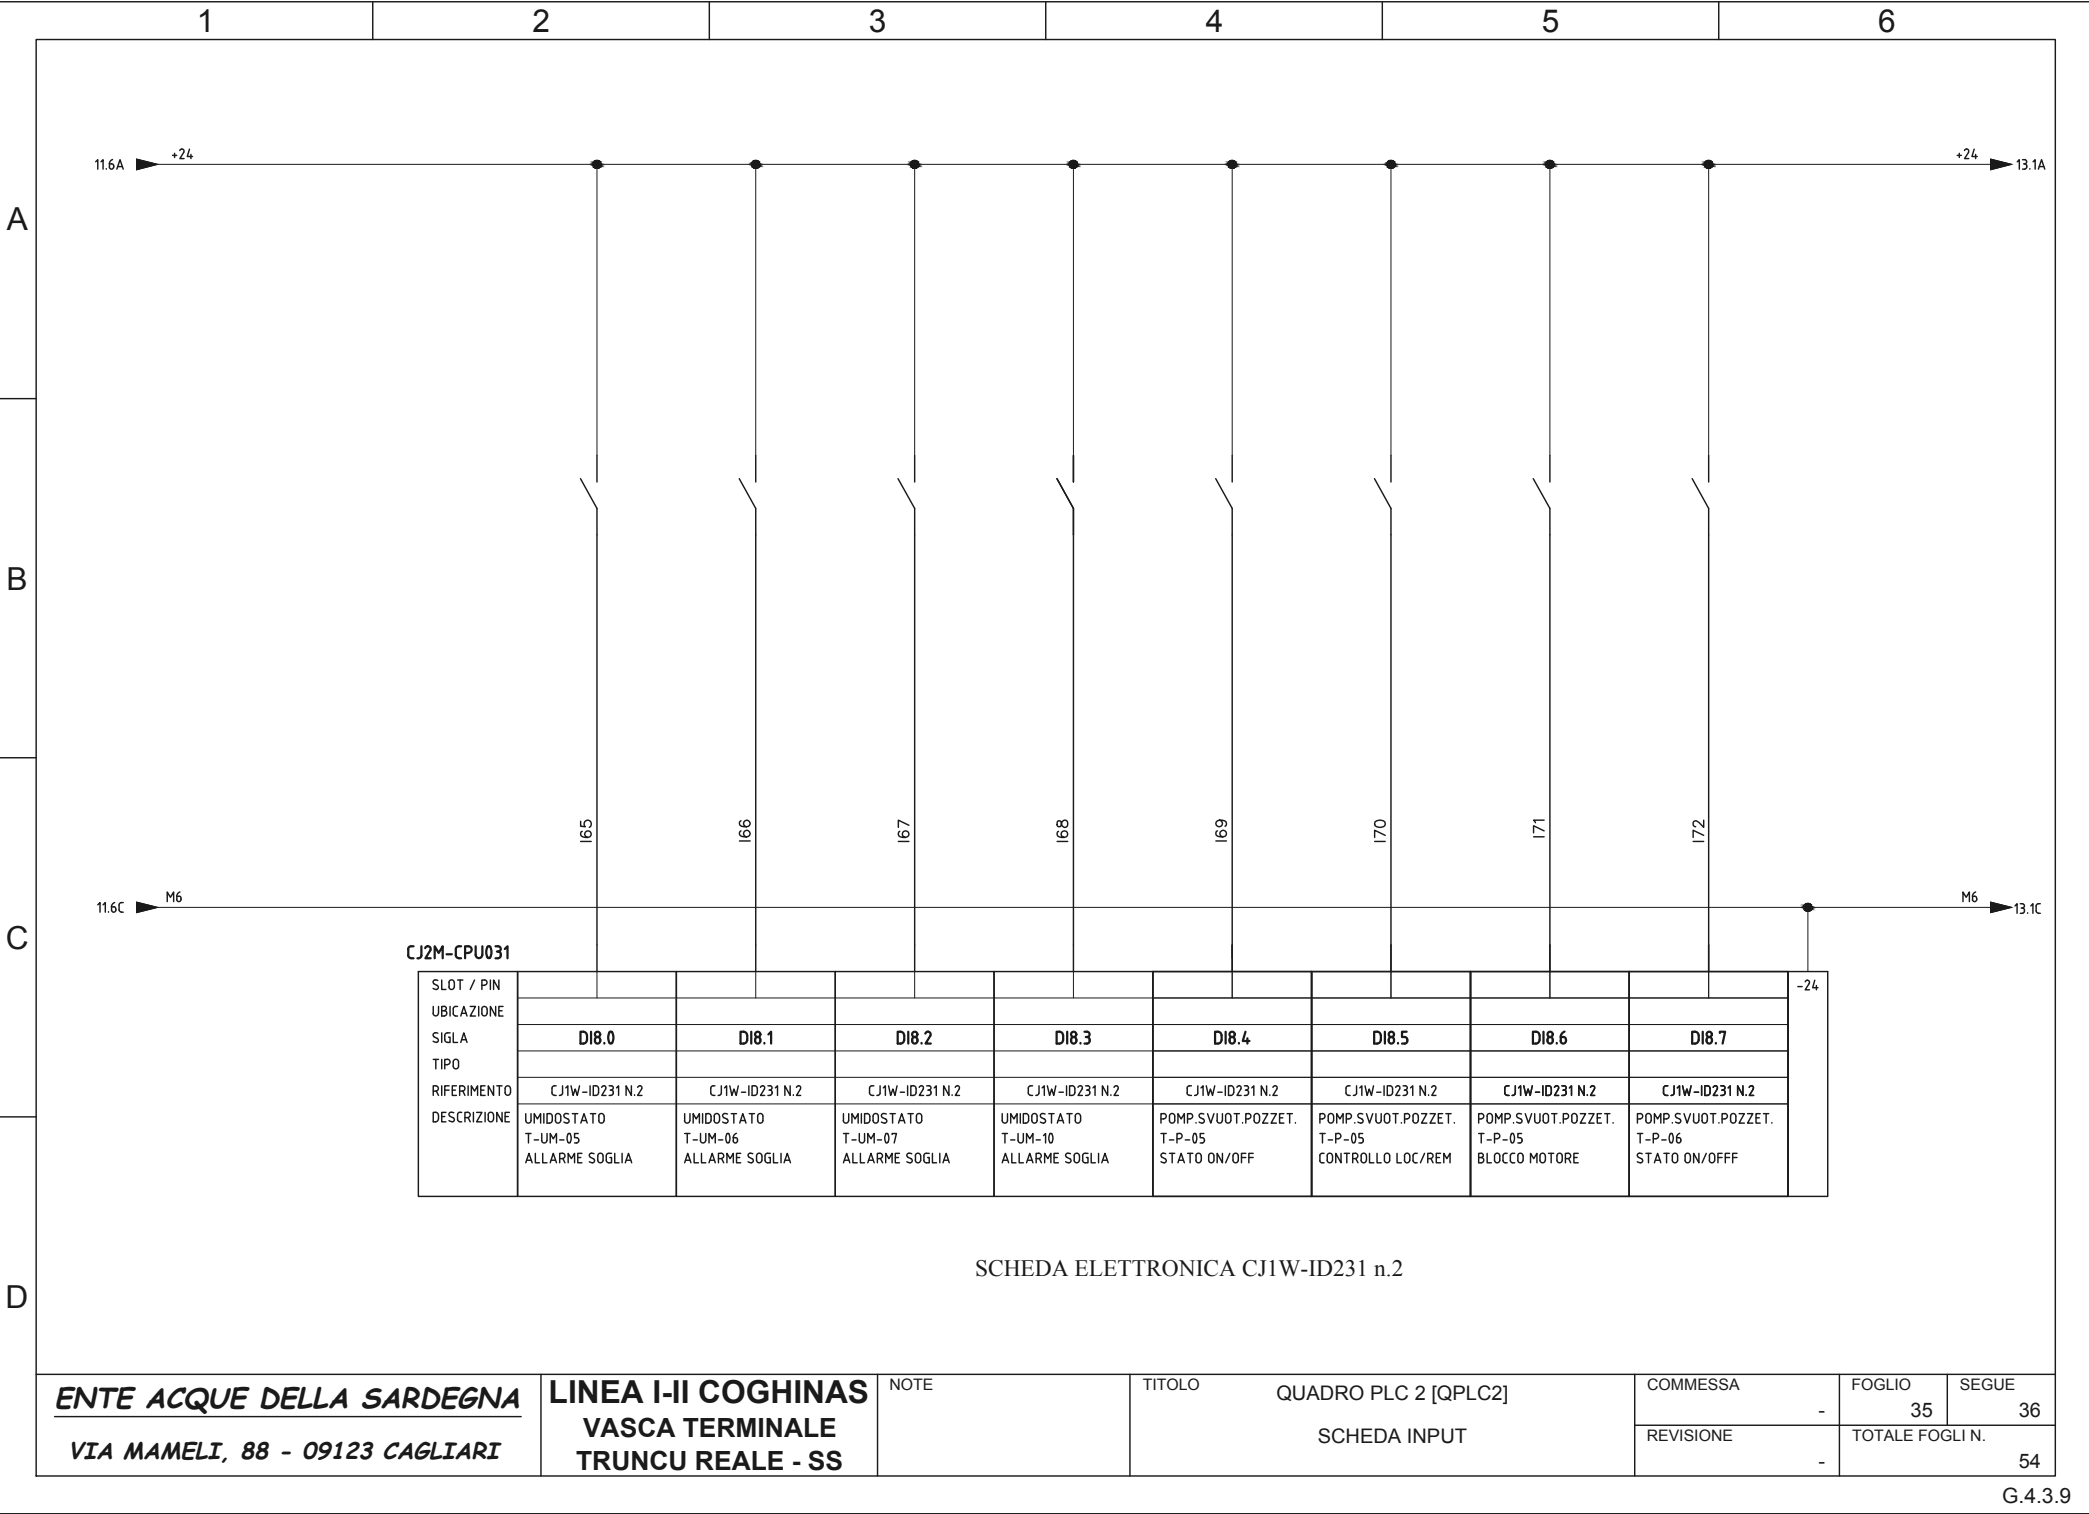 1 2 3 4 5 6
A
B
C
D
11.6A +24 +24 13.1A
I65 I66 I67 I68 I69 I70 I71 I72
11.6C M6 M6 13.1C
CJ2M-CPU031
SLOT / PIN -24
UBICAZIONE
SIGLA DI8.0 DI8.1 DI8.2 DI8.3 DI8.4 DI8.5 DI8.6 DI8.7
TIPO
RIFERIMENTO CJ1W-ID231 N.2 CJ1W-ID231 N.2 CJ1W-ID231 N.2 CJ1W-ID231 N.2 CJ1W-ID231 N.2 CJ1W-ID231 N.2 CJ1W-ID231 N.2 CJ1W-ID231 N.2
DESCRIZIONE UMIDOSTATO UMIDOSTATO UMIDOSTATO UMIDOSTATO POMP.SVUOT.POZZET. POMP.SVUOT.POZZET. POMP.SVUOT.POZZET. POMP.SVUOT.POZZET.
T-UM-05 T-UM-06 T-UM-07 T-UM-10 T-P-05 T-P-05 T-P-05 T-P-06
ALLARME SOGLIA ALLARME SOGLIA ALLARME SOGLIA ALLARME SOGLIA STATO ON/OFF CONTROLLO LOC/REM BLOCCO MOTORE STATO ON/OFFF
SCHEDA ELETTRONICA CJ1W-ID231 n.2
ENTE ACQUE DELLA SARDEGNA
VIA MAMELI, 88 - 09123 CAGLIARI
LINEA I-II COGHINAS
VASCA TERMINALE
TRUNCU REALE - SS
NOTE
TITOLO
QUADRO PLC 2 [QPLC2]
SCHEDA INPUT
COMMESSA
-
REVISIONE
-
FOGLIO
35
SEGUE
36
TOTALE FOGLI N.
54
G.4.3.9